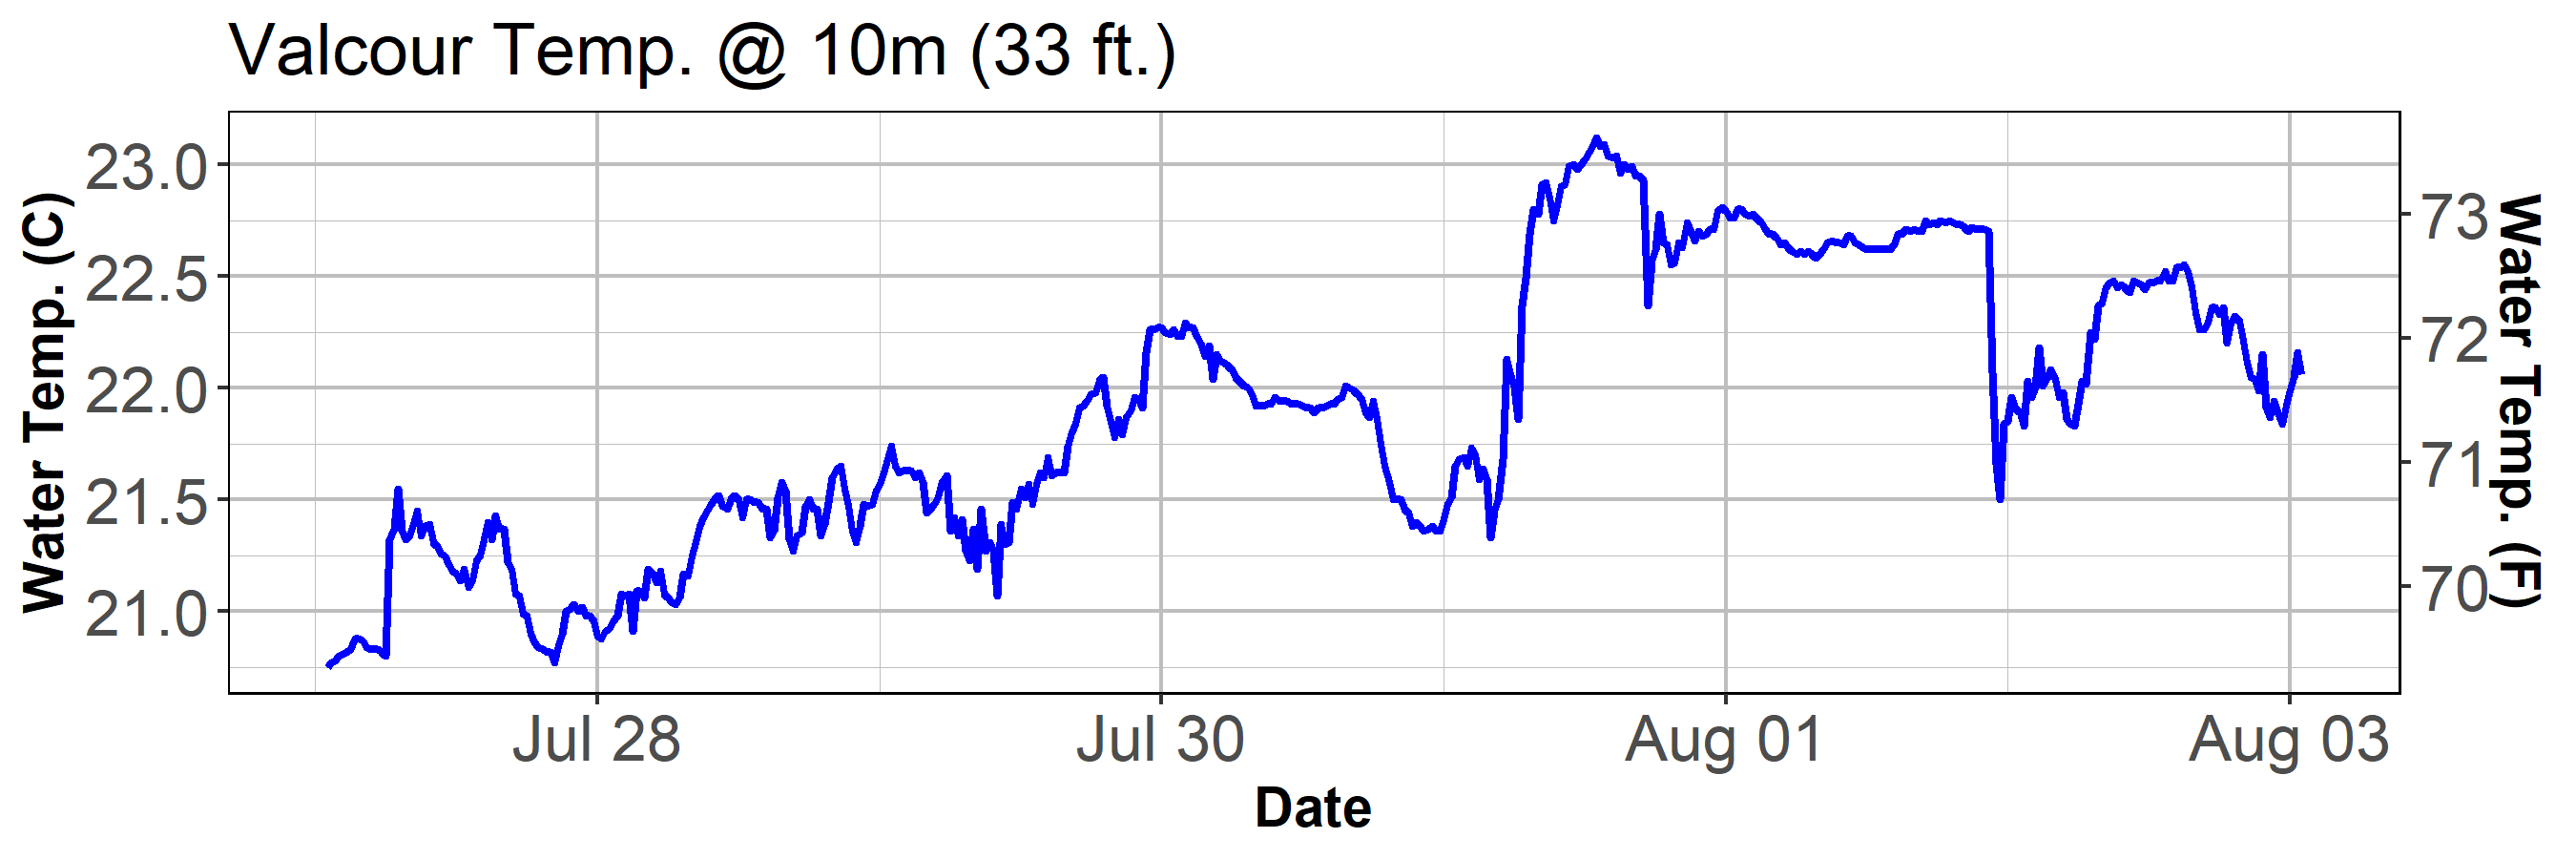 Valcour Temp. @ 10m (33 ft.)
Water Temp. (C)
23.0
22.5
22.0
21.5
21.0
73
72
71
70
Water Temp. (F)
Jul 28
Jul 30
Aug 01
Aug 03
Date